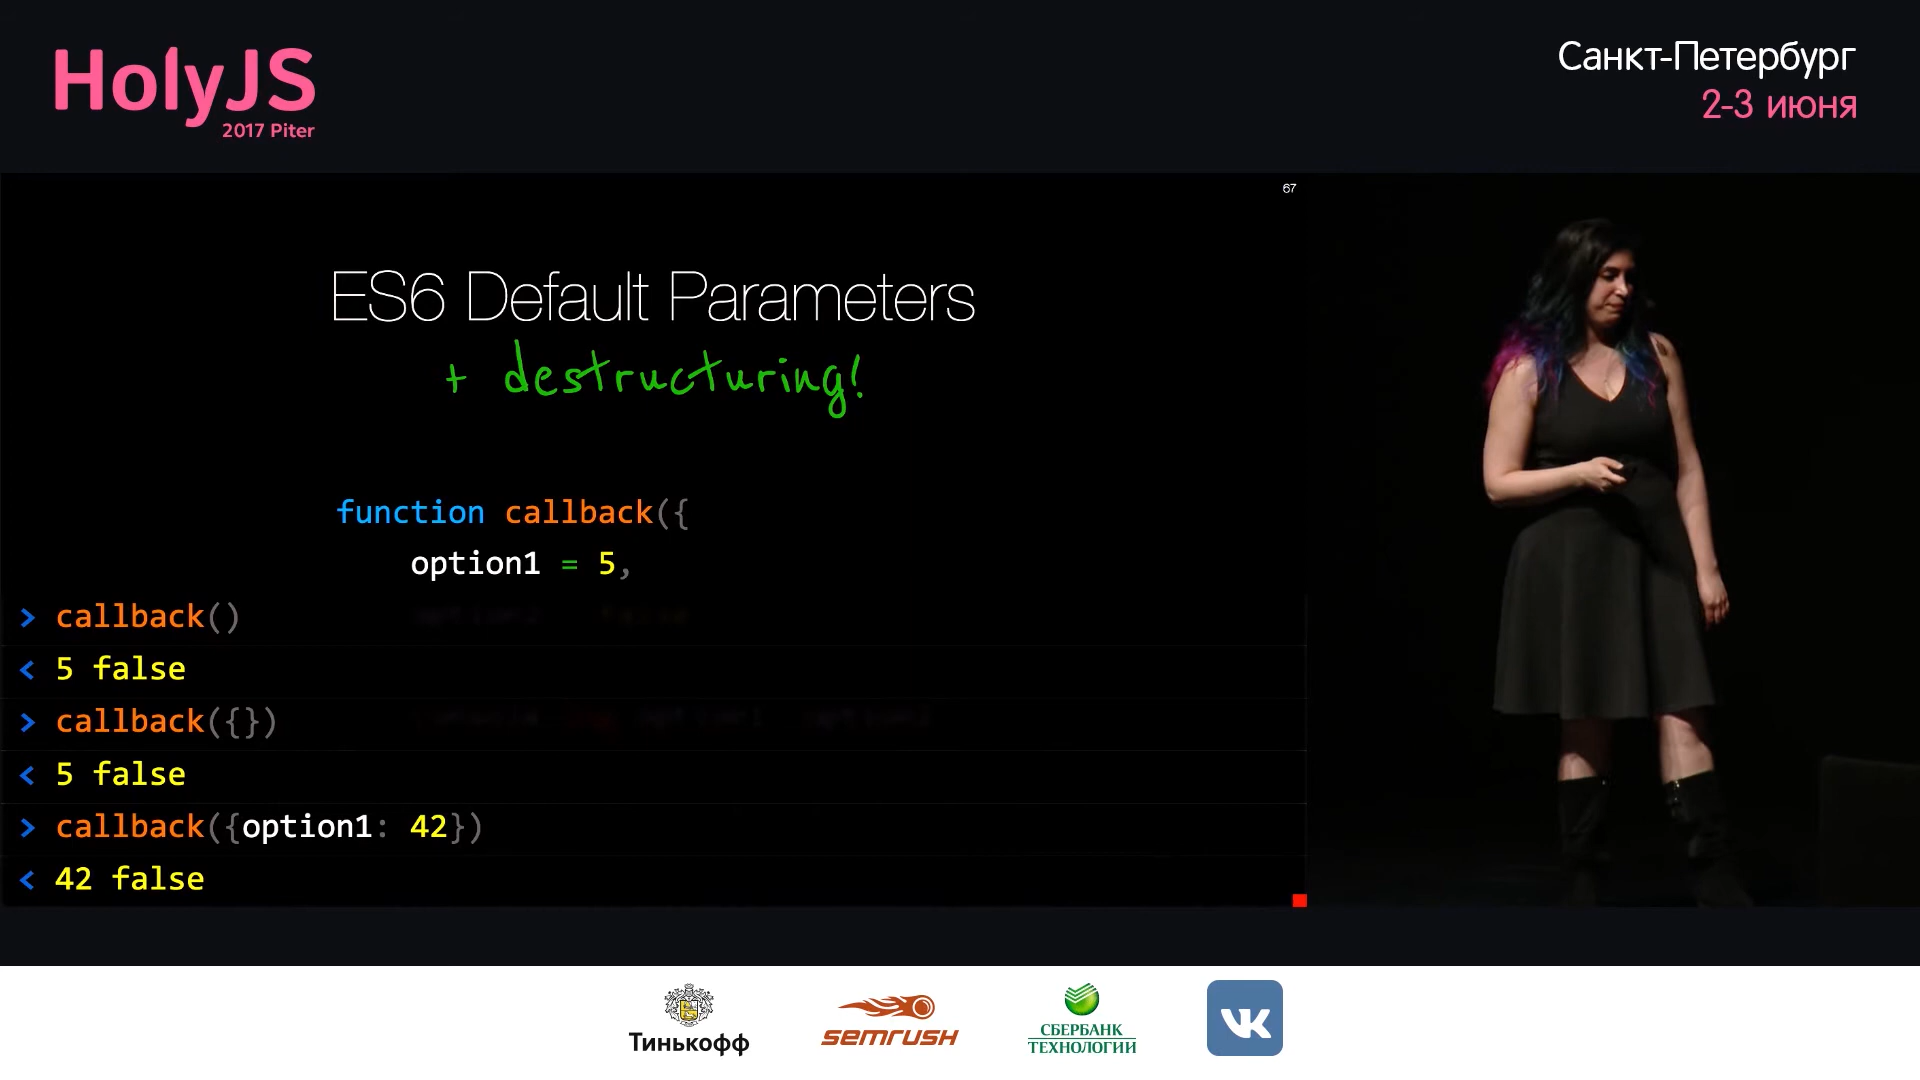 HolyJS
2017 Piter
Санкт-Петербург
2-3 июня
67
ES6 Default Parameters
+ destructuring!
function callback({
option1 = 5,
> callback()
< 5 false
> callback({})
< 5 false
> callback({option1: 42})
< 42 false
Тинькофф
semrush
СБЕРБАНК
ТЕХНОЛОГИИ